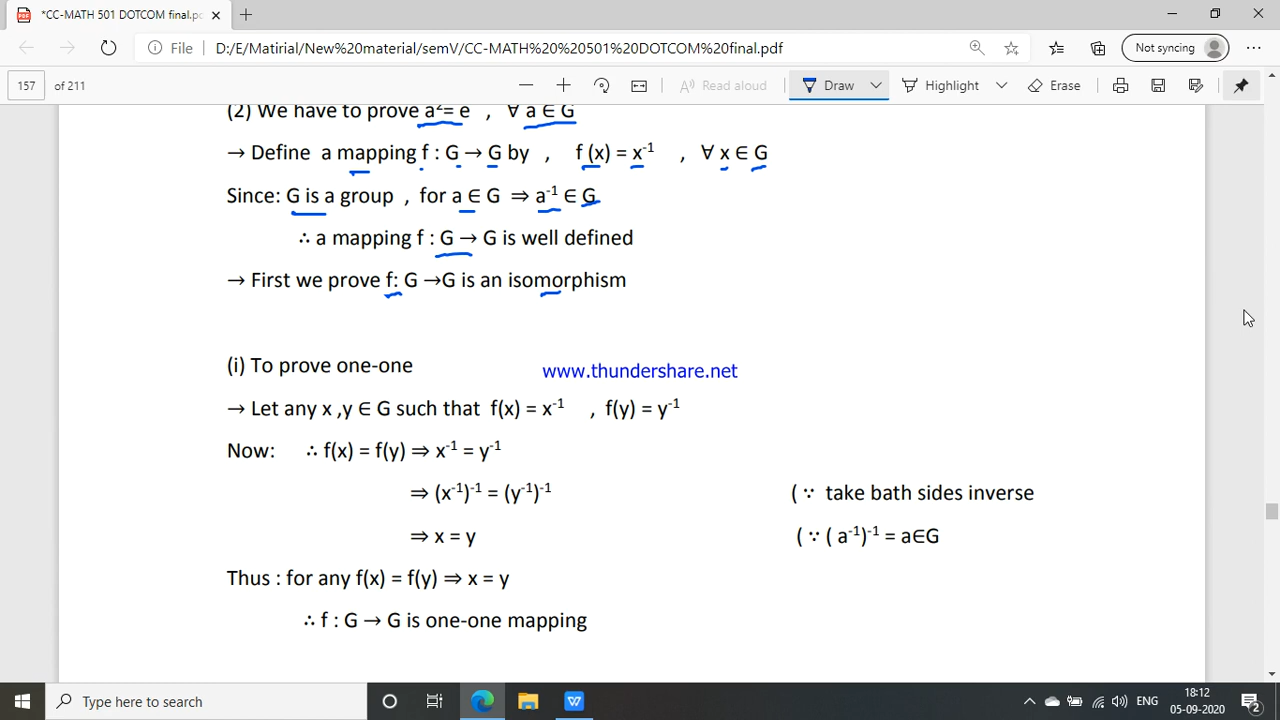 *CC-MATH 501 DOTCOM final.pd
File D:/E/Matirial/New%20material/semV/CC-MATH%20%20501%20DOTCOM%20final.pdf Not syncing
157 of 211 Read aloud Draw Highlight Erase
(2) We have to prove a²= e , ∀ a ∈ G
→ Define a mapping f : G → G by , f (x) = x⁻¹ , ∀ x ∈ G
Since: G is a group , for a ∈ G ⇒ a⁻¹ ∈ G
∴ a mapping f : G → G is well defined
→ First we prove f: G →G is an isomorphism
(i) To prove one-one
www.thundershare.net
→ Let any x ,y ∈ G such that f(x) = x⁻¹ , f(y) = y⁻¹
Now: ∴ f(x) = f(y) ⇒ x⁻¹ = y⁻¹
⇒ (x⁻¹)⁻¹ = (y⁻¹)⁻¹ ( ∵ take bath sides inverse
⇒ x = y ( ∵ ( a⁻¹)⁻¹ = a∈G
Thus : for any f(x) = f(y) ⇒ x = y
∴ f : G → G is one-one mapping
Type here to search ENG 18:12
05-09-2020 2